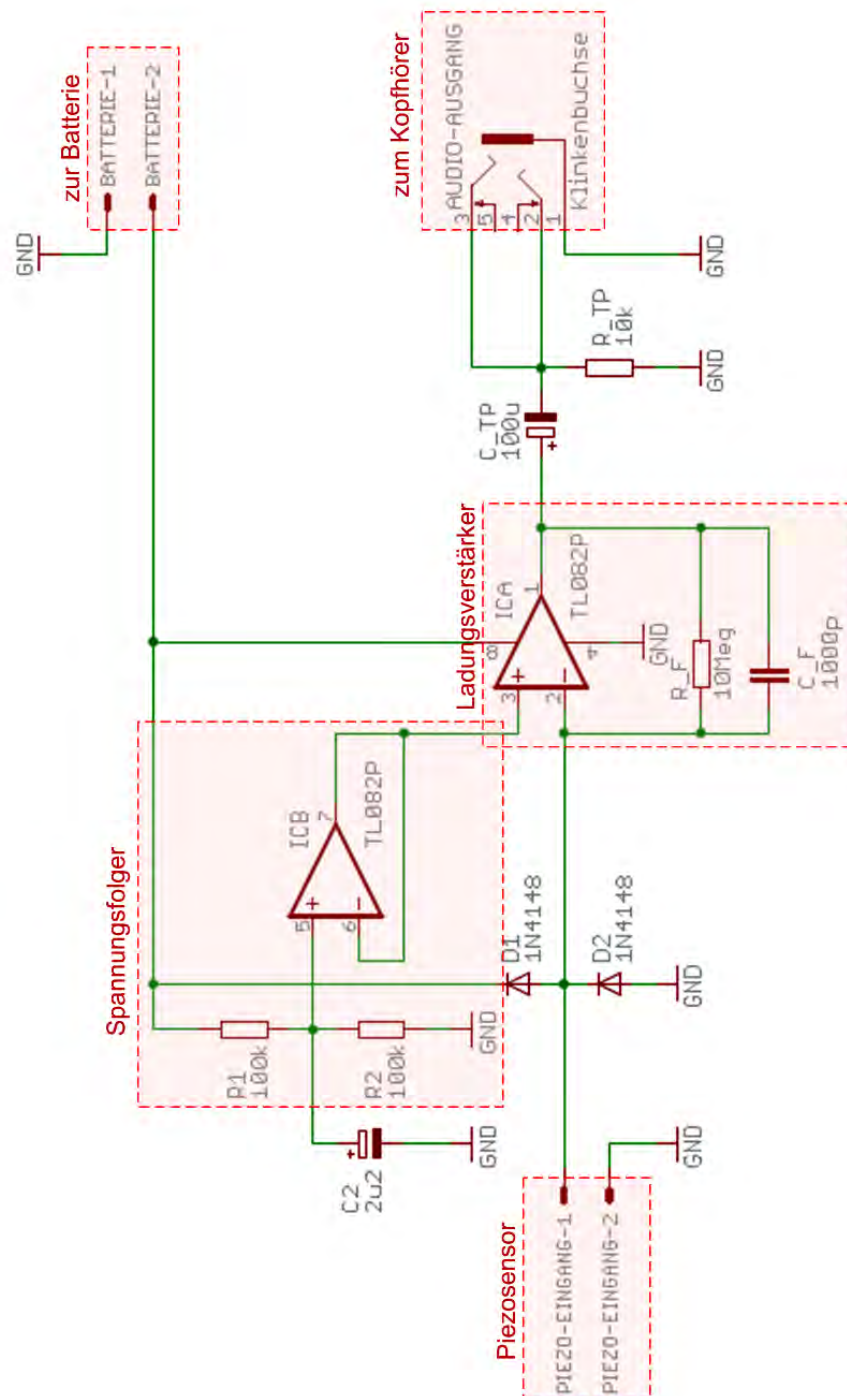 zur Batterie
GND
BATTERIE-1
BATTERIE-2
zum Kopfhörer
AUDIO-AUSGANG
3
5
4
2
1
Klinkenbuchse
GND
R_TP
10k
GND
C_TP
100u
Ladungsverstärker
ICA
TL082P
8
3
+
2
-
1
4
GND
R_F
10Meg
C_F
1000p
Spannungsfolger
ICB
TL082P
5
+
6
-
7
R1
100k
R2
100k
GND
D1
1N4148
D2
1N4148
GND
C2
2u2
+
GND
Piezosensor
PIEZO-EINGANG-1
PIEZO-EINGANG-2
GND
+